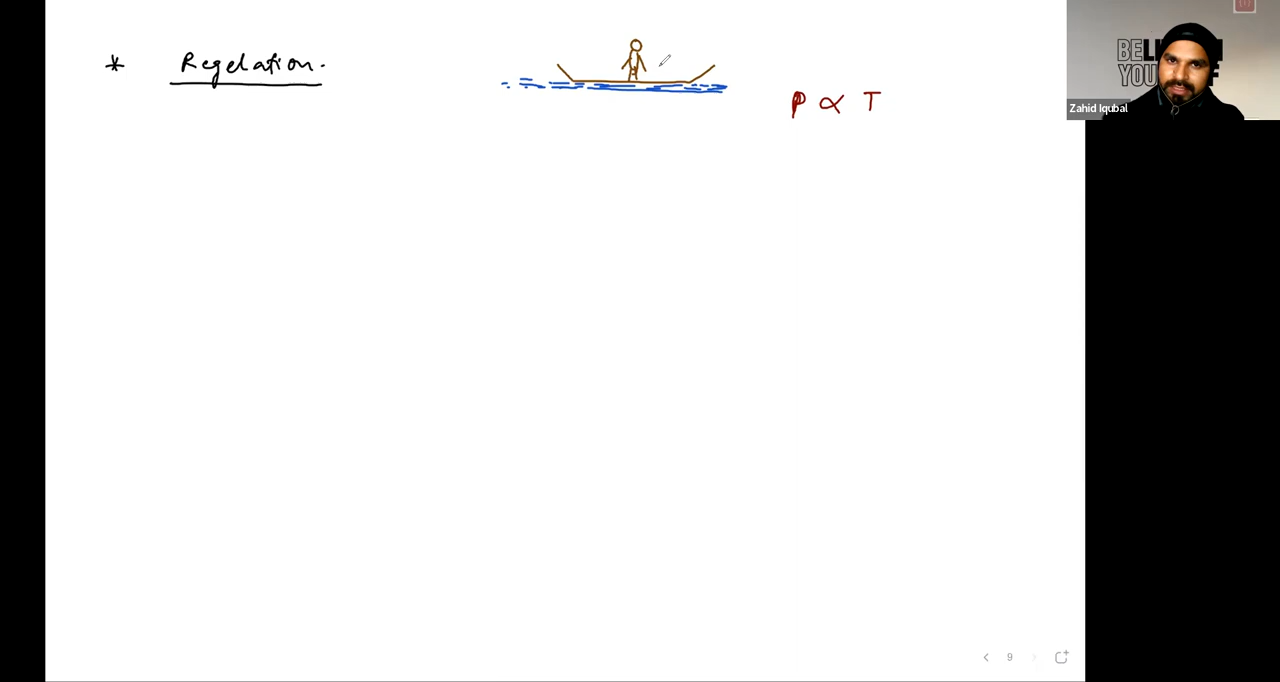 * Regelation.
P ∝ T
Zahid Iqubal
9